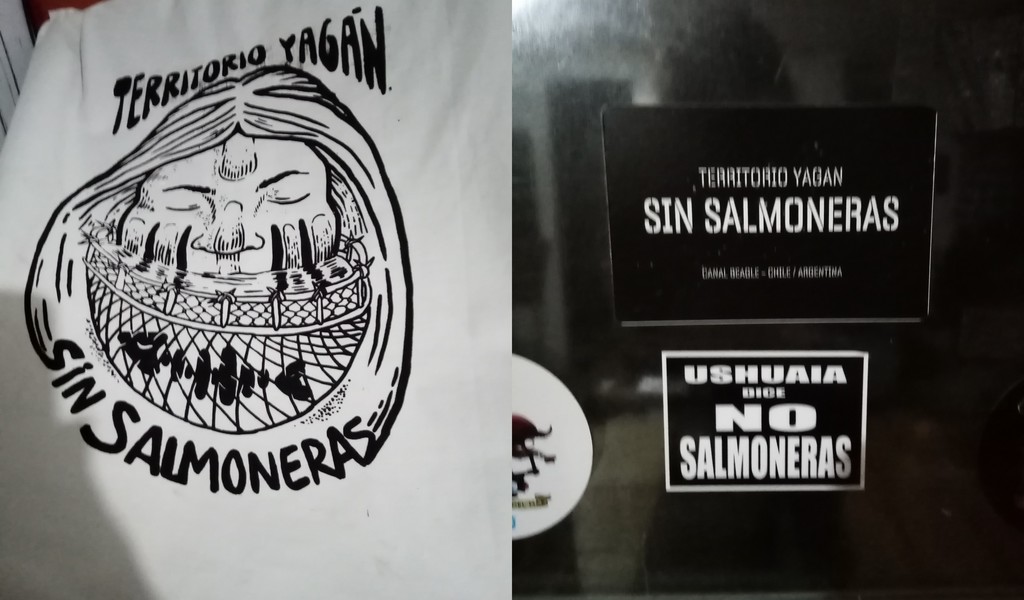 TERRITORIO YAGÁN.
SIN SALMONERAS
TERRITORIO YAGAN
SIN SALMONERAS
CANAL BEAGLE - CHILE / ARGENTINA
USHUAIA
DICE
NO
SALMONERAS